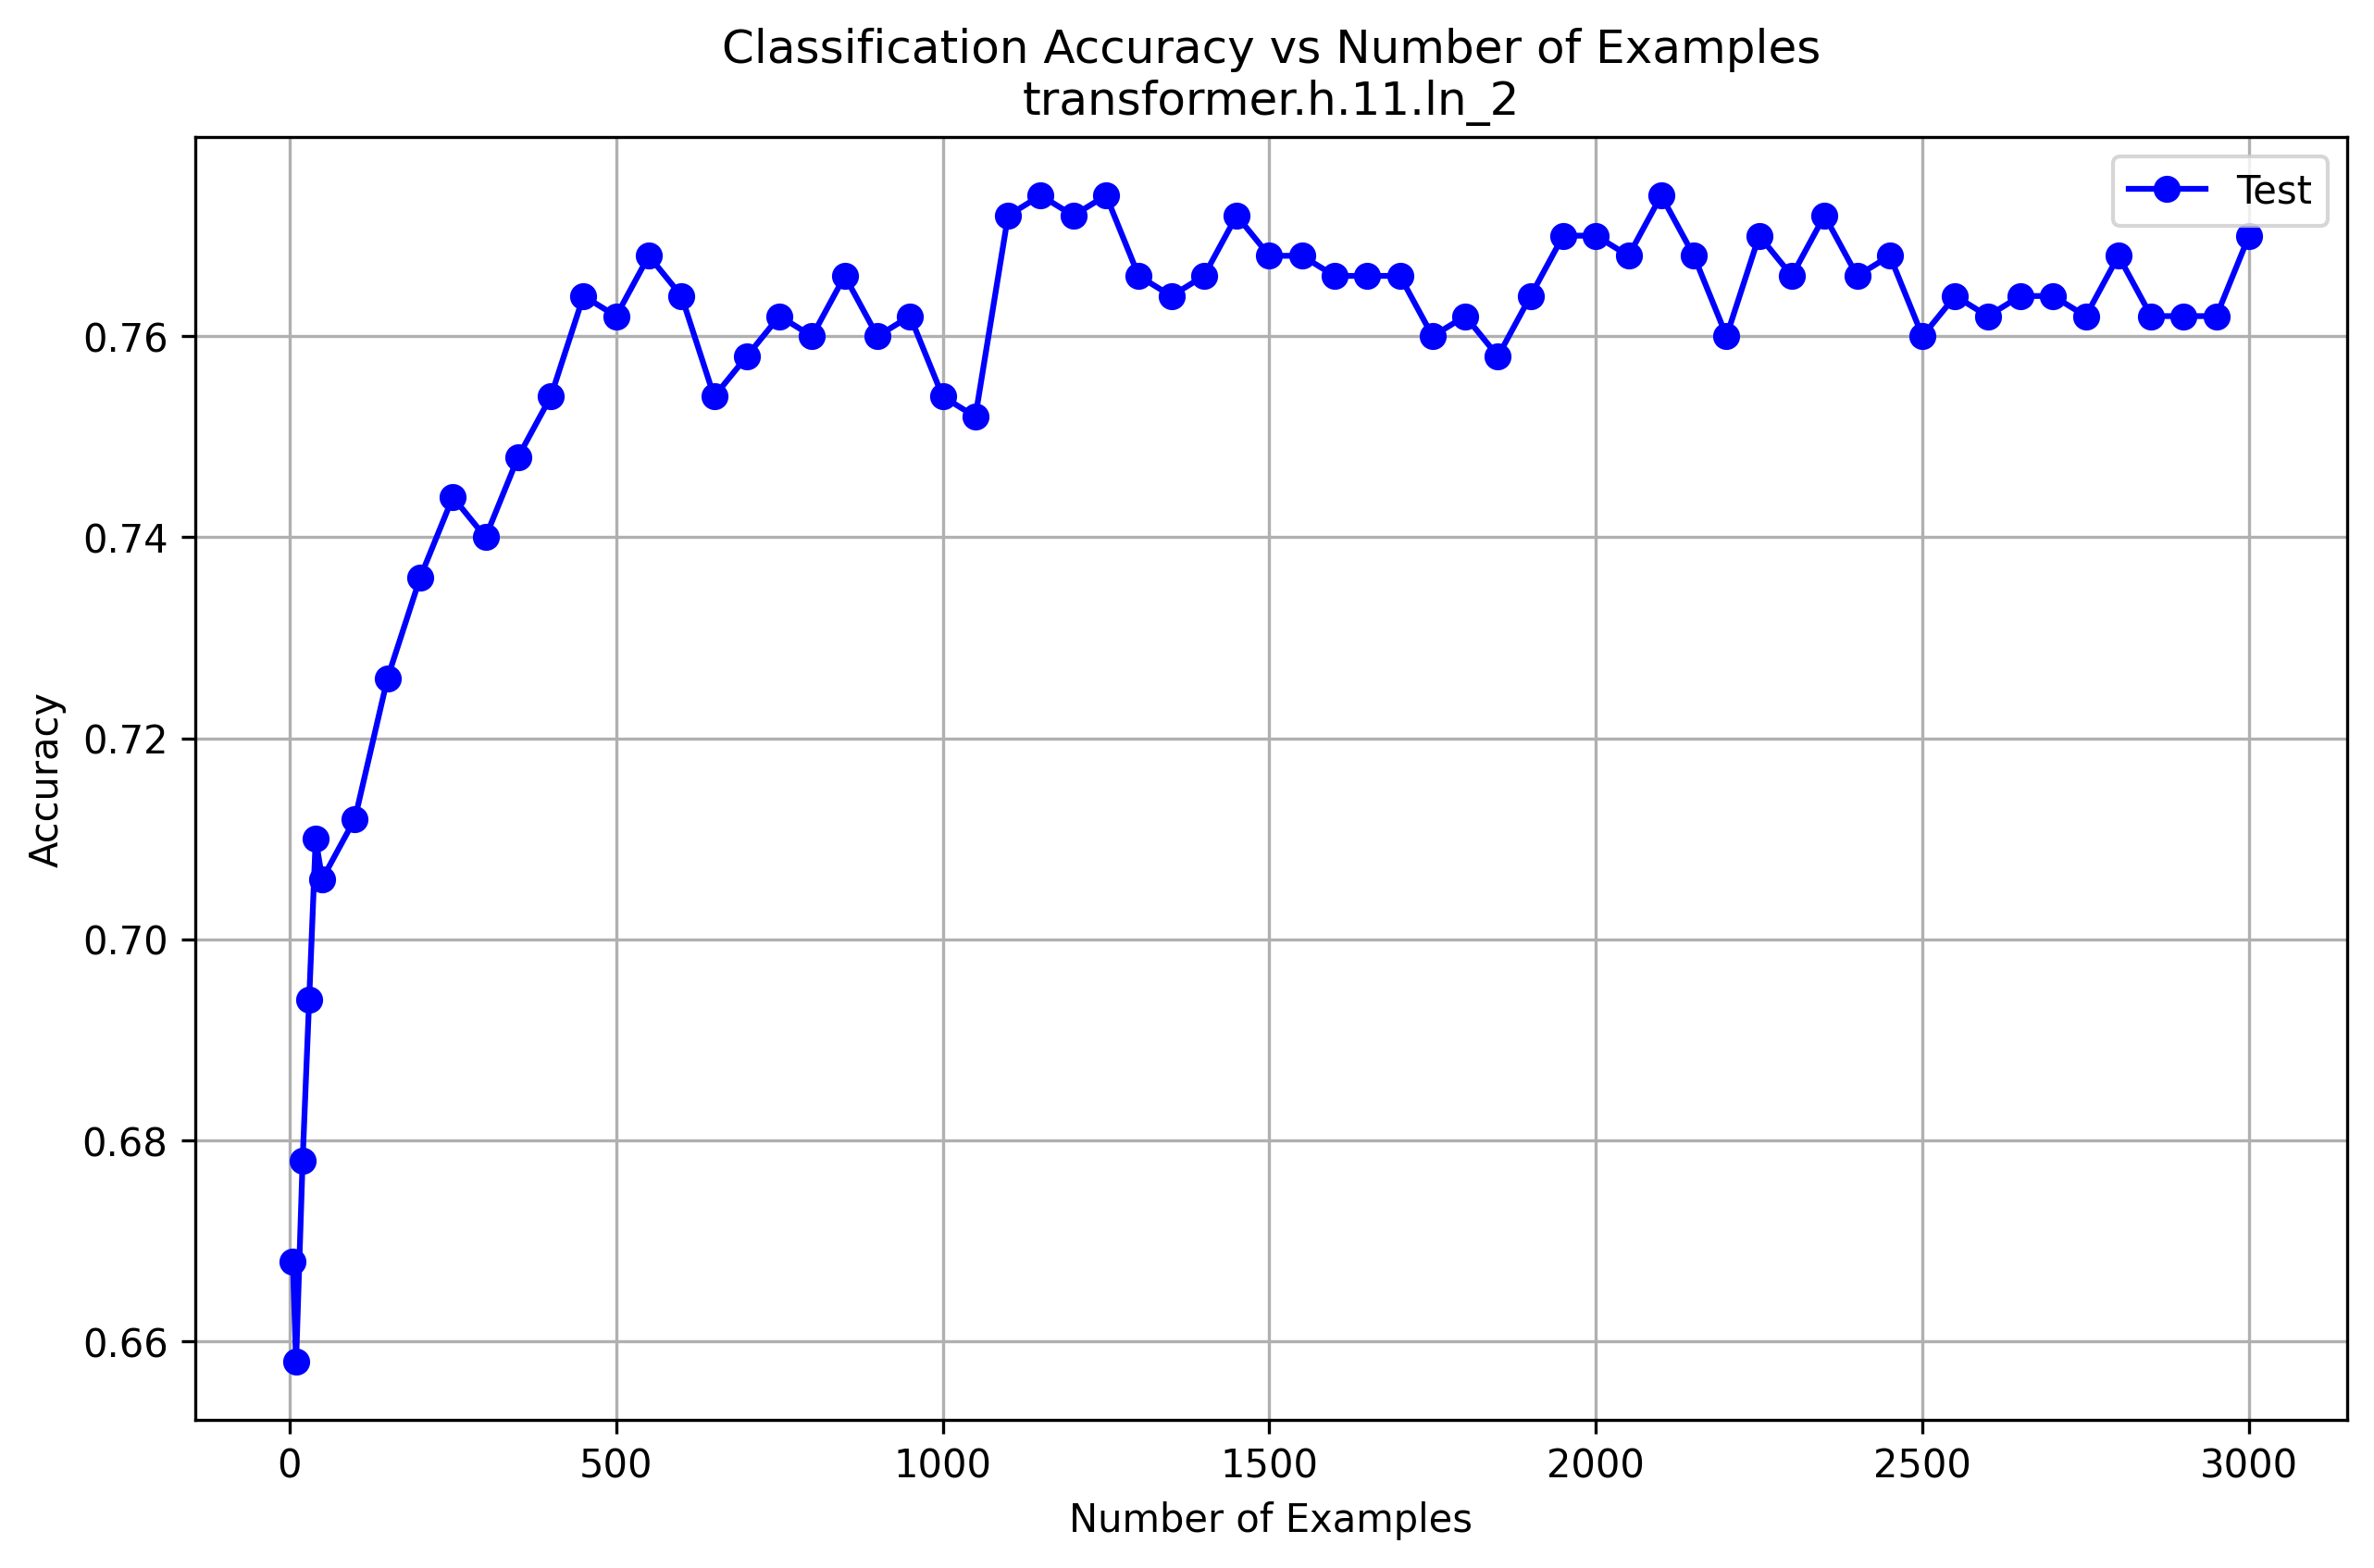 Classification Accuracy vs Number of Examples
transformer.h.11.ln_2
Test
Accuracy
0.76
0.74
0.72
0.70
0.68
0.66
0 500 1000 1500 2000 2500 3000
Number of Examples